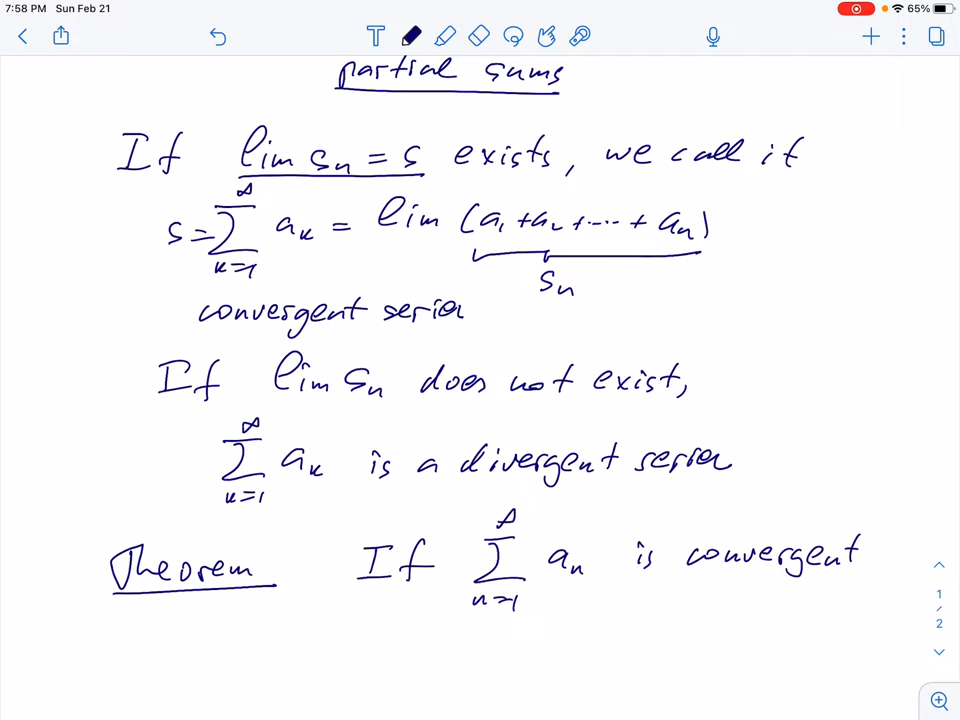 7:58 PM Sun Feb 21 65%
partial sums
If lim sₙ = s exists, we call it
s = ∑_{k=1}^{∞} aₖ = lim (a₁ + a₂ + ⋯ + aₙ)
sₙ
convergent series
If lim sₙ does not exist,
∑_{k=1}^{∞} aₖ is a divergent series
Theorem If ∑_{n=1}^{∞} aₙ is convergent
1
/
2